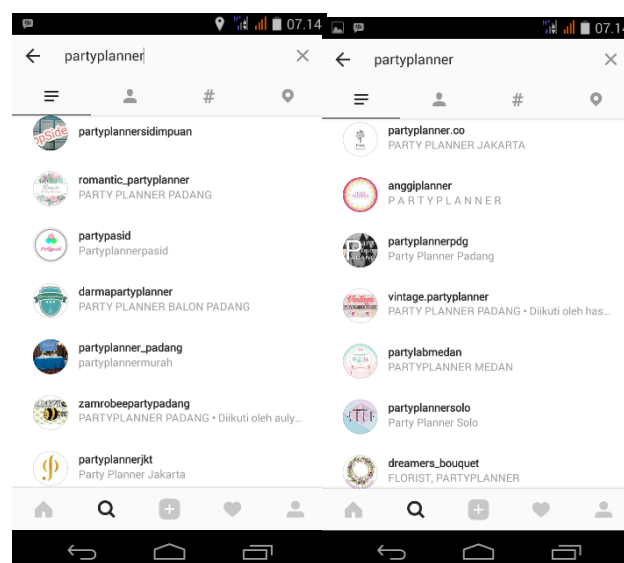 07.14
partyplanner
#
partyplannersidimpuan
romantic_partyplanner
PARTY PLANNER PADANG
partypasid
Partyplannerpasid
darmapartyplanner
PARTY PLANNER BALON PADANG
partyplanner_padang
partyplannermurah
zamrobeepartypadang
PARTYPLANNER PADANG • Diikuti oleh auly...
partyplannerjkt
Party Planner Jakarta
07.14
partyplanner
#
partyplanner.co
PARTY PLANNER JAKARTA
anggiplanner
P A R T Y P L A N N E R
partyplannerpdg
Party Planner Padang
vintage.partyplanner
PARTY PLANNER PADANG • Diikuti oleh has...
partylabmedan
PARTYPLANNER MEDAN
partyplannersolo
Party Planner Solo
dreamers_bouquet
FLORIST, PARTYPLANNER